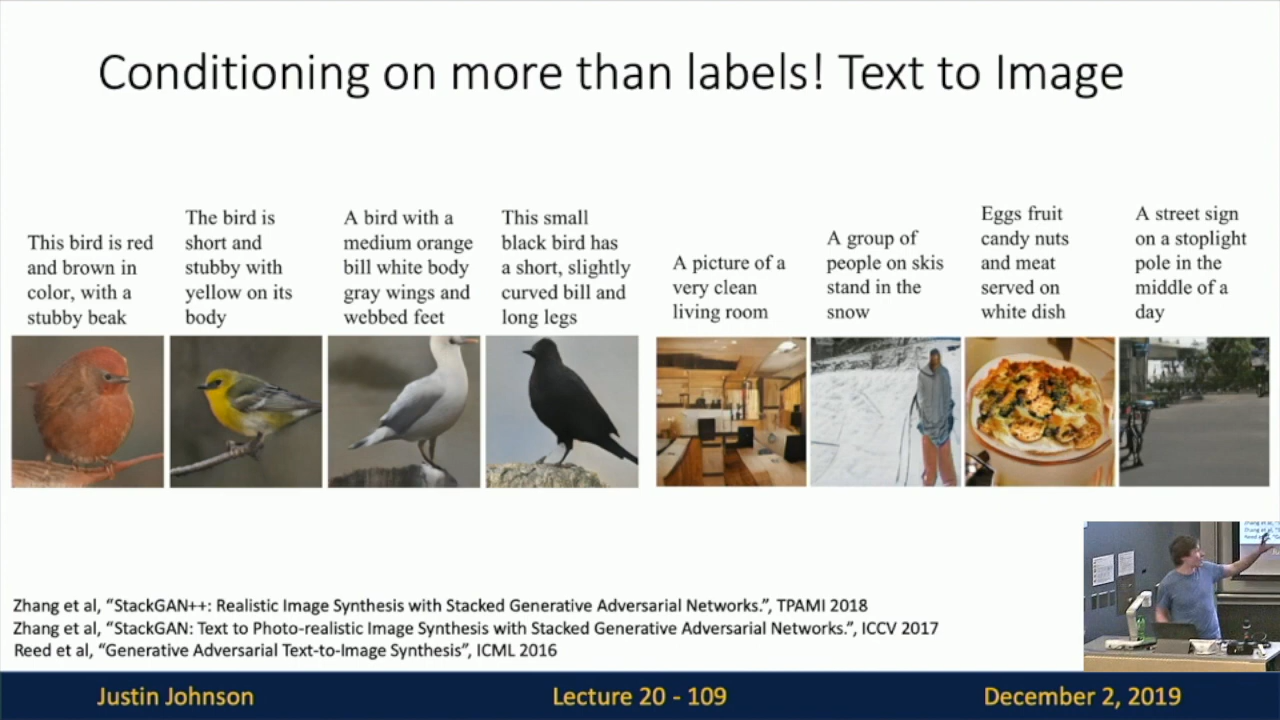 Conditioning on more than labels! Text to Image
This bird is red
and brown in
color, with a
stubby beak
The bird is
short and
stubby with
yellow on its
body
A bird with a
medium orange
bill white body
gray wings and
webbed feet
This small
black bird has
a short, slightly
curved bill and
long legs
A picture of a
very clean
living room
A group of
people on skis
stand in the
snow
Eggs fruit
candy nuts
and meat
served on
white dish
A street sign
on a stoplight
pole in the
middle of a
day
Zhang et al, “StackGAN++: Realistic Image Synthesis with Stacked Generative Adversarial Networks.”, TPAMI 2018
Zhang et al, “StackGAN: Text to Photo-realistic Image Synthesis with Stacked Generative Adversarial Networks.”, ICCV 2017
Reed et al, “Generative Adversarial Text-to-Image Synthesis”, ICML 2016
Justin Johnson
Lecture 20 - 109
December 2, 2019